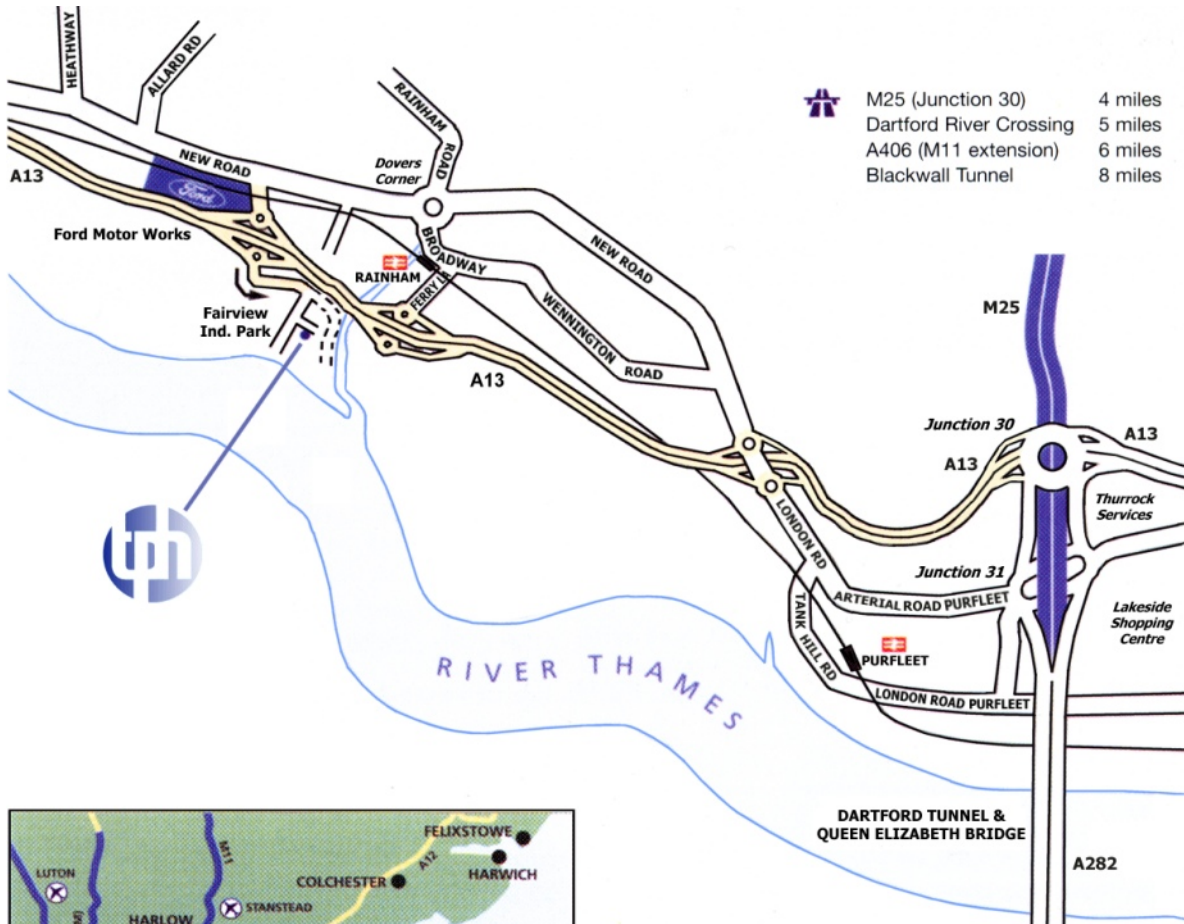 HEATHWAY
ALLARD RD
RAINHAM
ROAD
M25 (Junction 30) 4 miles
Dartford River Crossing 5 miles
A406 (M11 extension) 6 miles
Blackwall Tunnel 8 miles
A13
NEW ROAD
Dovers
Corner
Ford
Ford Motor Works
BROADWAY
NEW ROAD
RAINHAM
FERRY LA
WENNINGTON
ROAD
Fairview
Ind. Park
A13
M25
Junction 30
A13
A13
Thurrock
Services
LONDON RD
Junction 31
ARTERIAL ROAD PURFLEET
Lakeside
Shopping
Centre
TANK HILL RD
PURFLEET
LONDON ROAD PURFLEET
tph
RIVER THAMES
DARTFORD TUNNEL &
QUEEN ELIZABETH BRIDGE
A282
FELIXSTOWE
HARWICH
A12
COLCHESTER
M11
LUTON
STANSTEAD
HARLOW